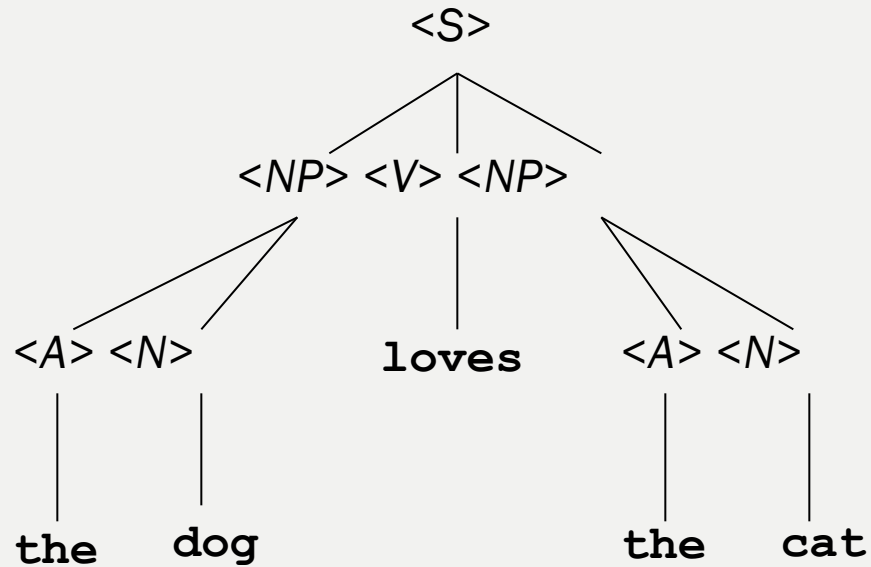 <S>
<NP> <V> <NP>
<A> <N> loves <A> <N>
the dog the cat